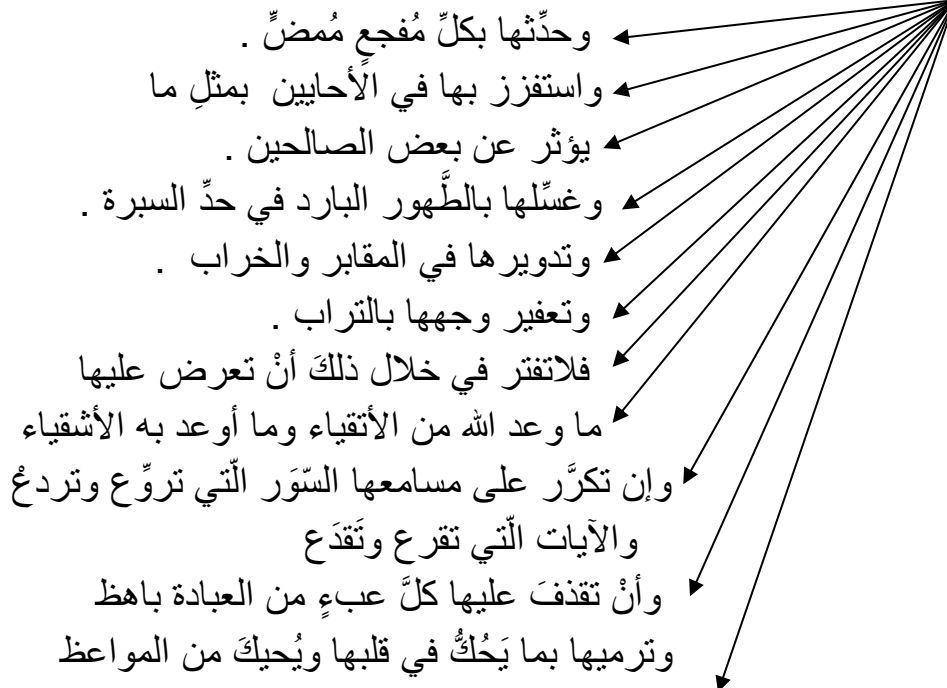 وحدِّثها بكلِّ مُفجعٍ مُمضٍّ .
واستفزز بها في الأحايين  بمثلِ ما
يؤثر عن بعض الصالحين .
وغسِّلها بالطَّهور البارد في حدِّ السبرة .
وتدويرها في المقابر والخراب  .
وتعفير وجهها بالتراب .
فلاتفتر في خلال ذلكَ أنْ تعرض عليها
ما وعد الله من الأتقياء وما أوعد به الأشقياء
وإن تكرَّر على مسامعها السّوَر الّتي تروِّع وتردعْ
والآيات الّتي تقرع وتَقدَع
وأنْ تقذفَ عليها كلَّ عبءٍ من العبادة باهظ
وترميها بما يَحُكُّ في قلبها ويُحيكَ من المواعظ